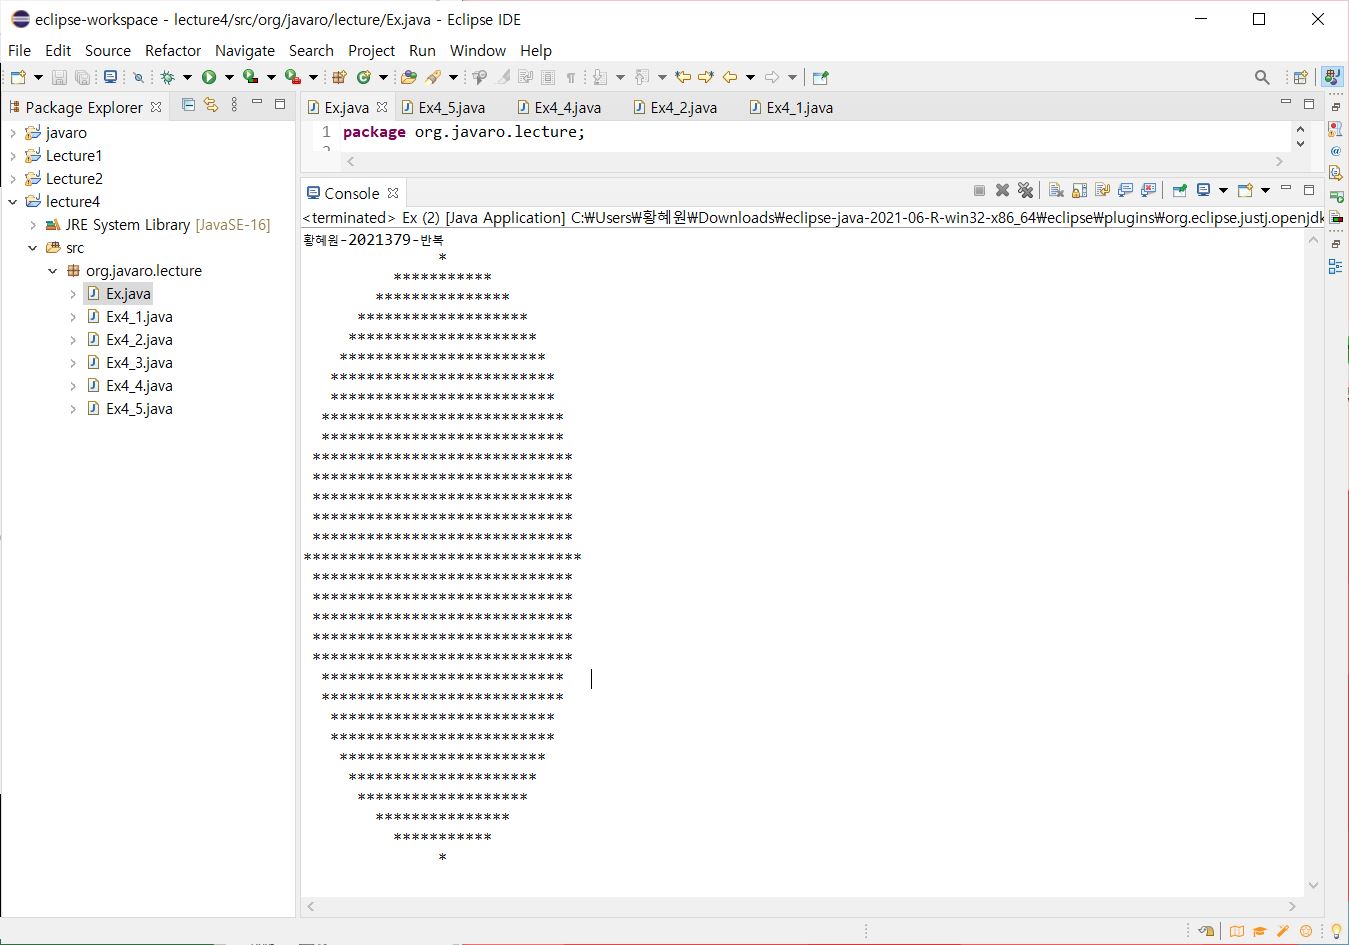 eclipse-workspace - lecture4/src/org/javaro/lecture/Ex.java - Eclipse IDE
File Edit Source Refactor Navigate Search Project Run Window Help
Package Explorer
javaro
Lecture1
Lecture2
lecture4
JRE System Library [JavaSE-16]
src
org.javaro.lecture
Ex.java
Ex4_1.java
Ex4_2.java
Ex4_3.java
Ex4_4.java
Ex4_5.java
Ex.java Ex4_5.java Ex4_4.java Ex4_2.java Ex4_1.java
1 package org.javaro.lecture;
Console
<terminated> Ex (2) [Java Application] C:₩Users₩황혜원₩Downloads₩eclipse-java-2021-06-R-win32-x86_64₩eclipse₩plugins₩org.eclipse.justj.openjdk
황혜원-2021379-반복
               *
          ***********
        ***************
      *******************
     *********************
    ***********************
   *************************
   *************************
  ***************************
  ***************************
 *****************************
 *****************************
 *****************************
 *****************************
 *****************************
*******************************
 *****************************
 *****************************
 *****************************
 *****************************
 *****************************
  ***************************
  ***************************
   *************************
   *************************
    ***********************
     *********************
      *******************
        ***************
          ***********
               *